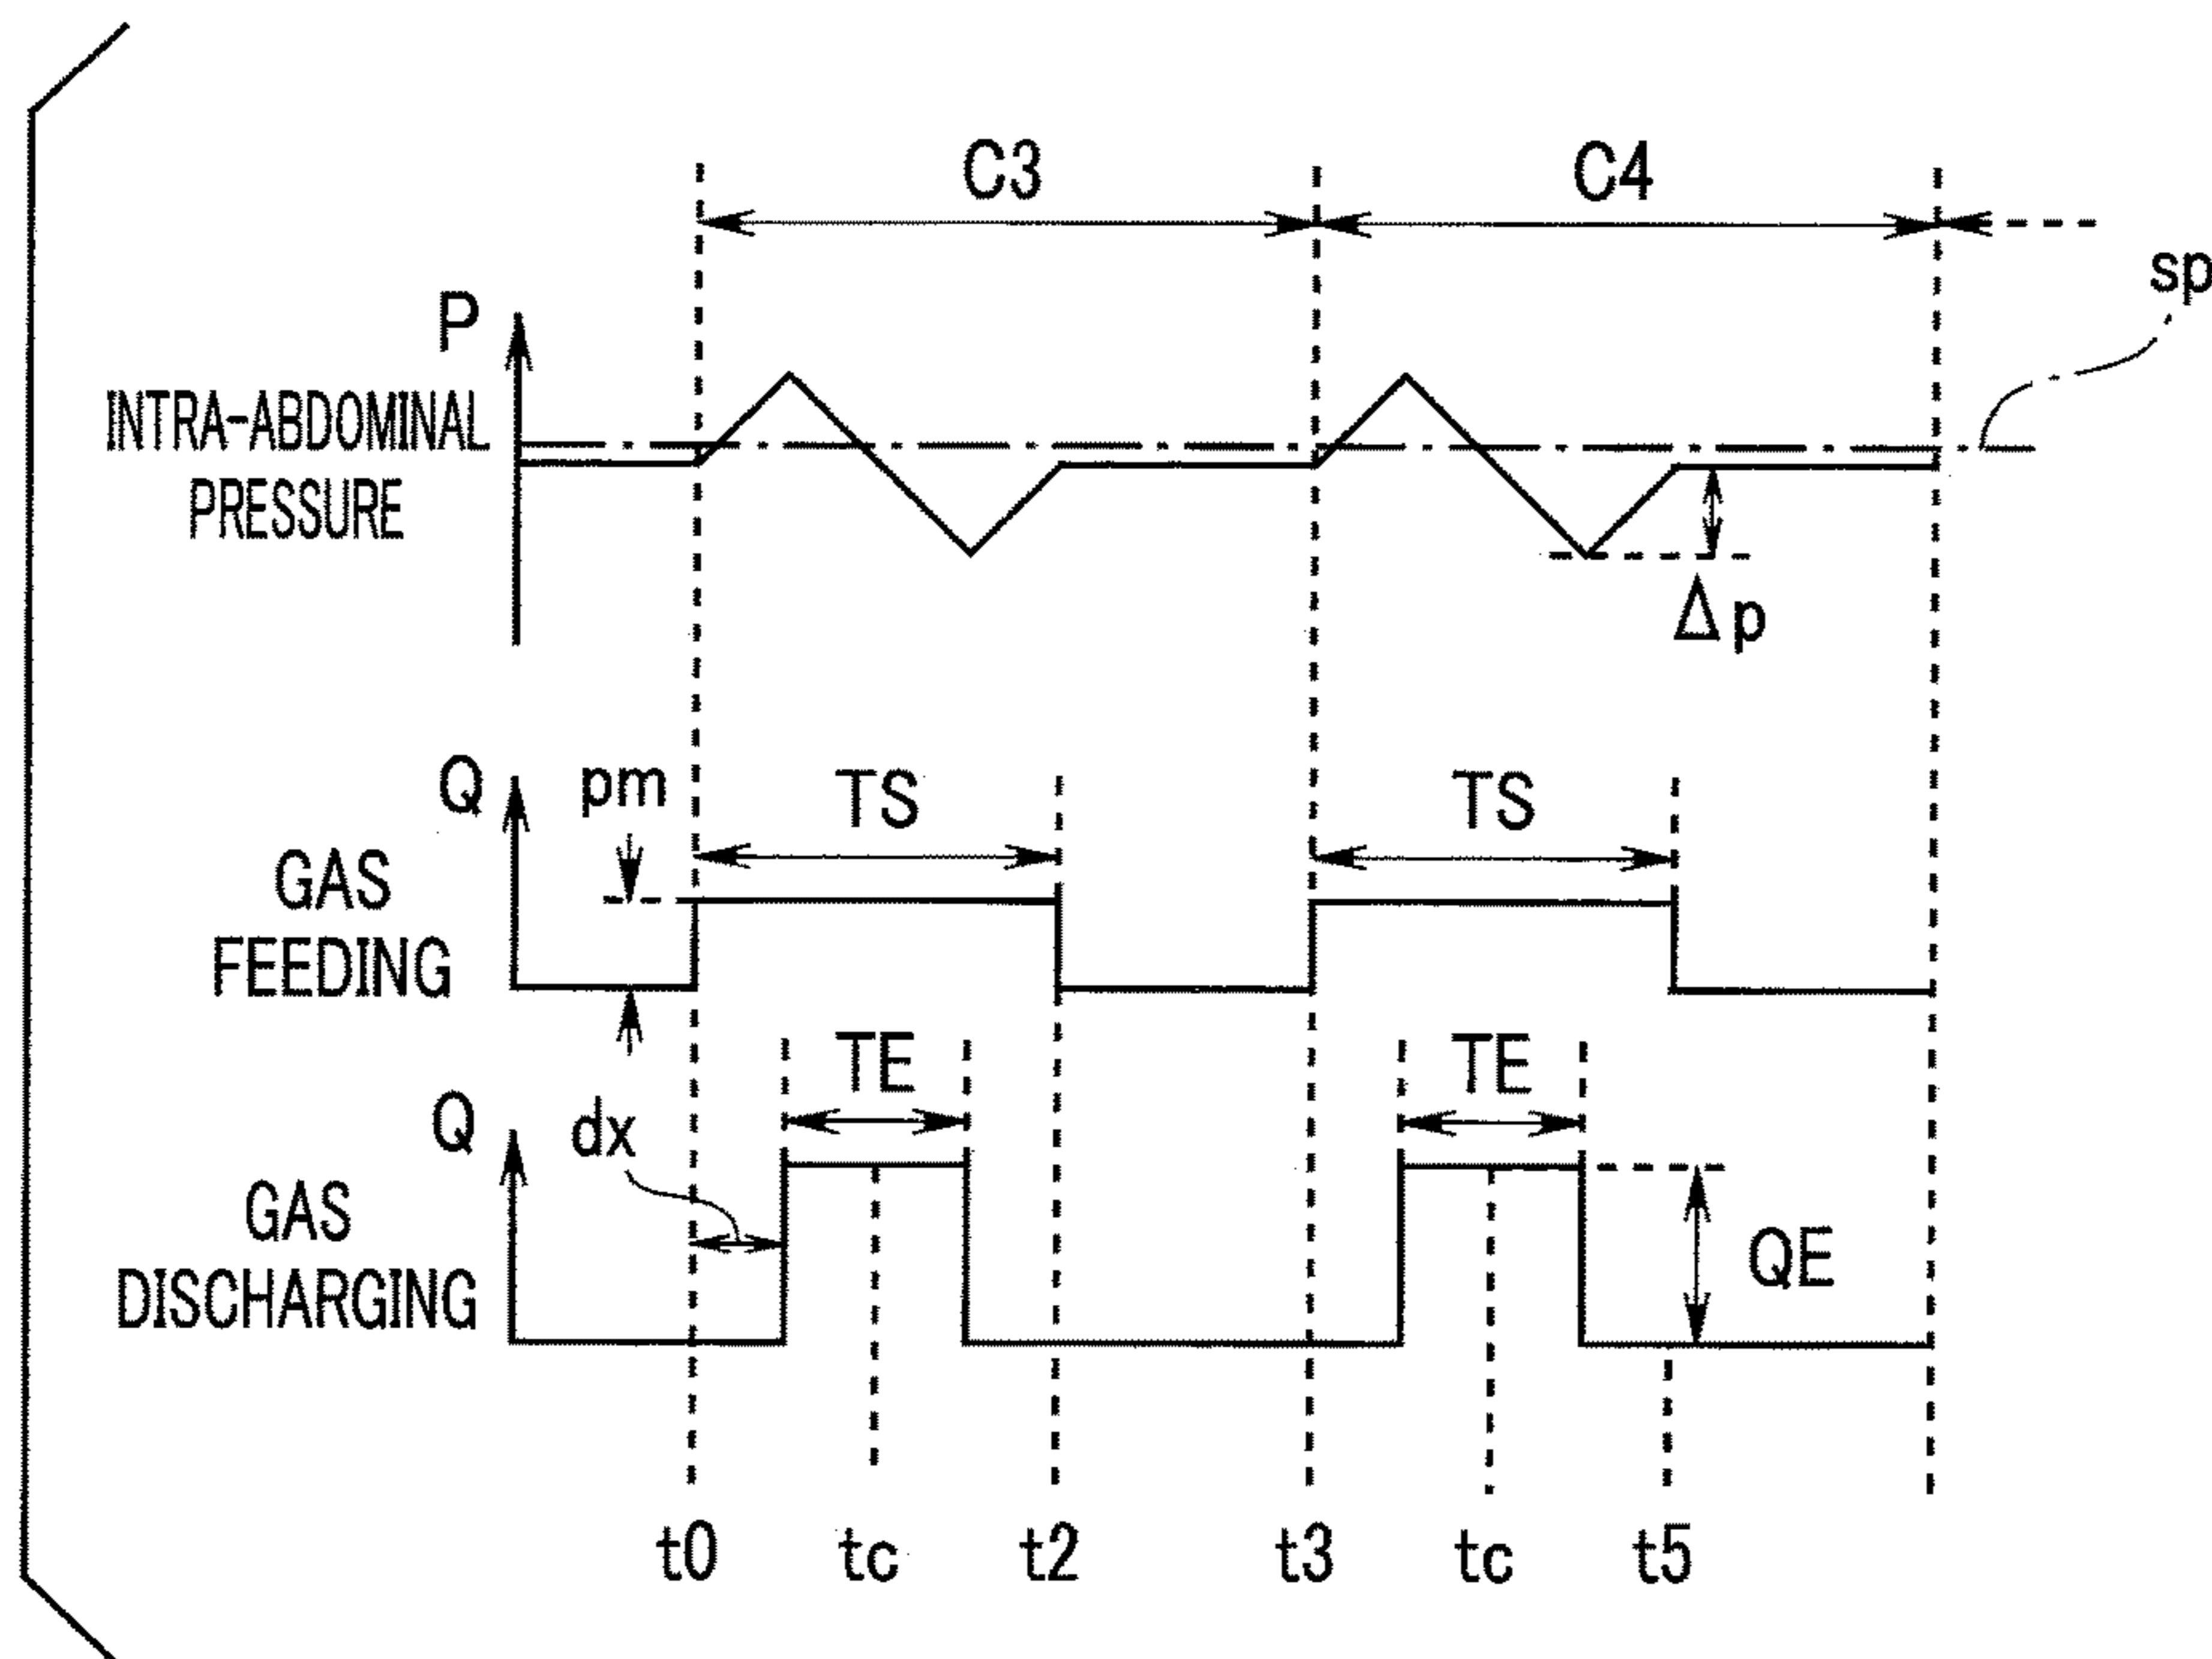 C3 C4
sp
P
INTRA-ABDOMINAL
PRESSURE
Δp
Q pm TS TS
GAS
FEEDING
TE TE
Q dx
GAS
DISCHARGING
QE
t0 tc t2 t3 tc t5